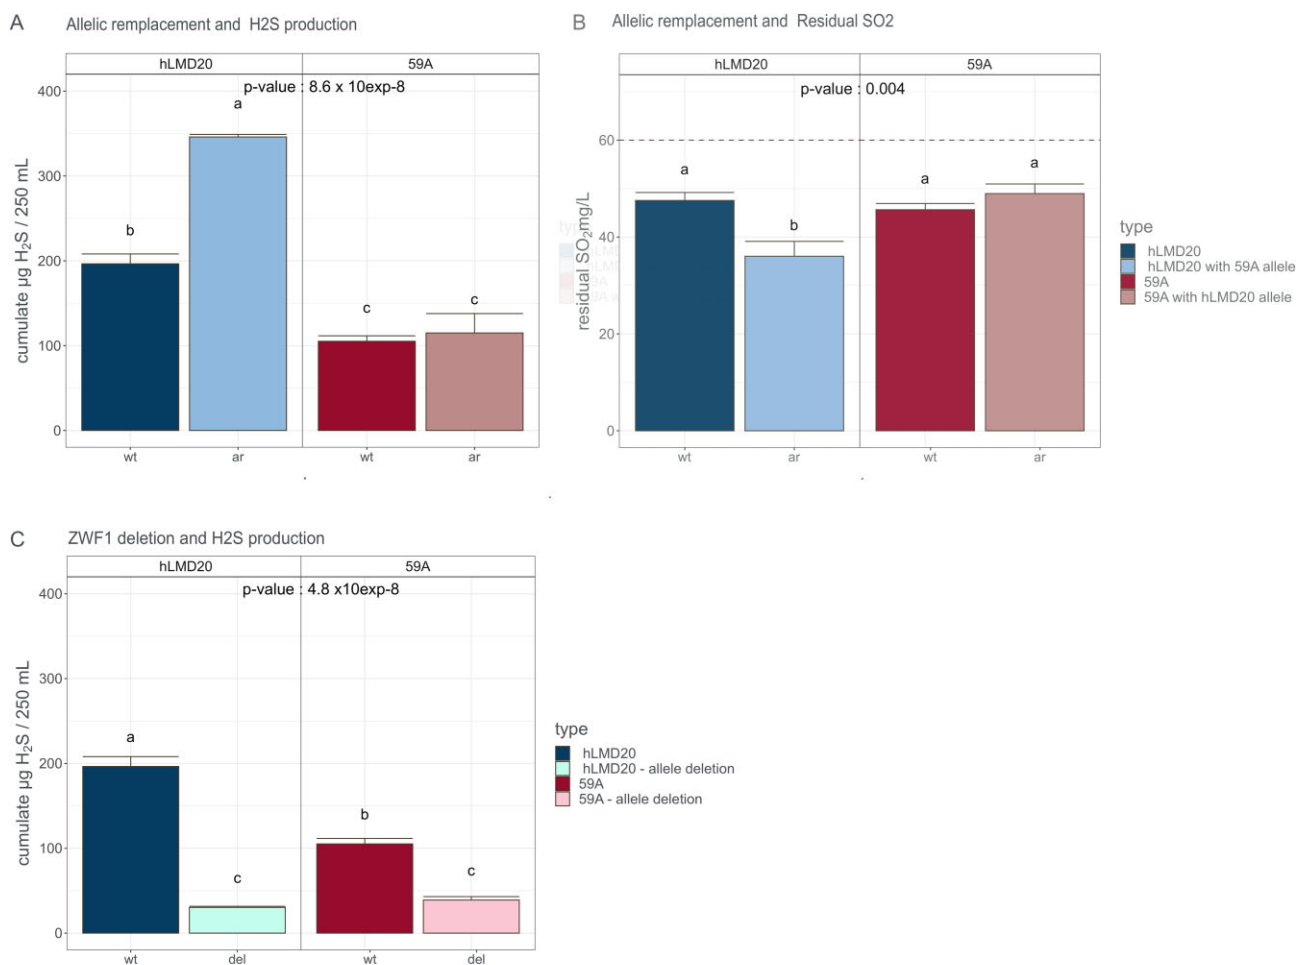 A
Allelic remplacement and H2S production
hLMD20
59A
p-value : 8.6 x 10exp-8
cumulate µg H2S / 250 mL
400
300
200
100
0
a
b
c
c
wt
ar
wt
ar
B
Allelic remplacement and Residual SO2
hLMD20
59A
p-value : 0.004
residual SO2mg/L
60
40
20
0
a
b
a
a
wt
ar
wt
ar
type
hLMD20
hLMD20 with 59A allele
59A
59A with hLMD20 allele
C
ZWF1 deletion and H2S production
hLMD20
59A
p-value : 4.8 x10exp-8
cumulate µg H2S / 250 mL
400
300
200
100
0
a
c
b
c
wt
del
wt
del
type
hLMD20
hLMD20 - allele deletion
59A
59A - allele deletion